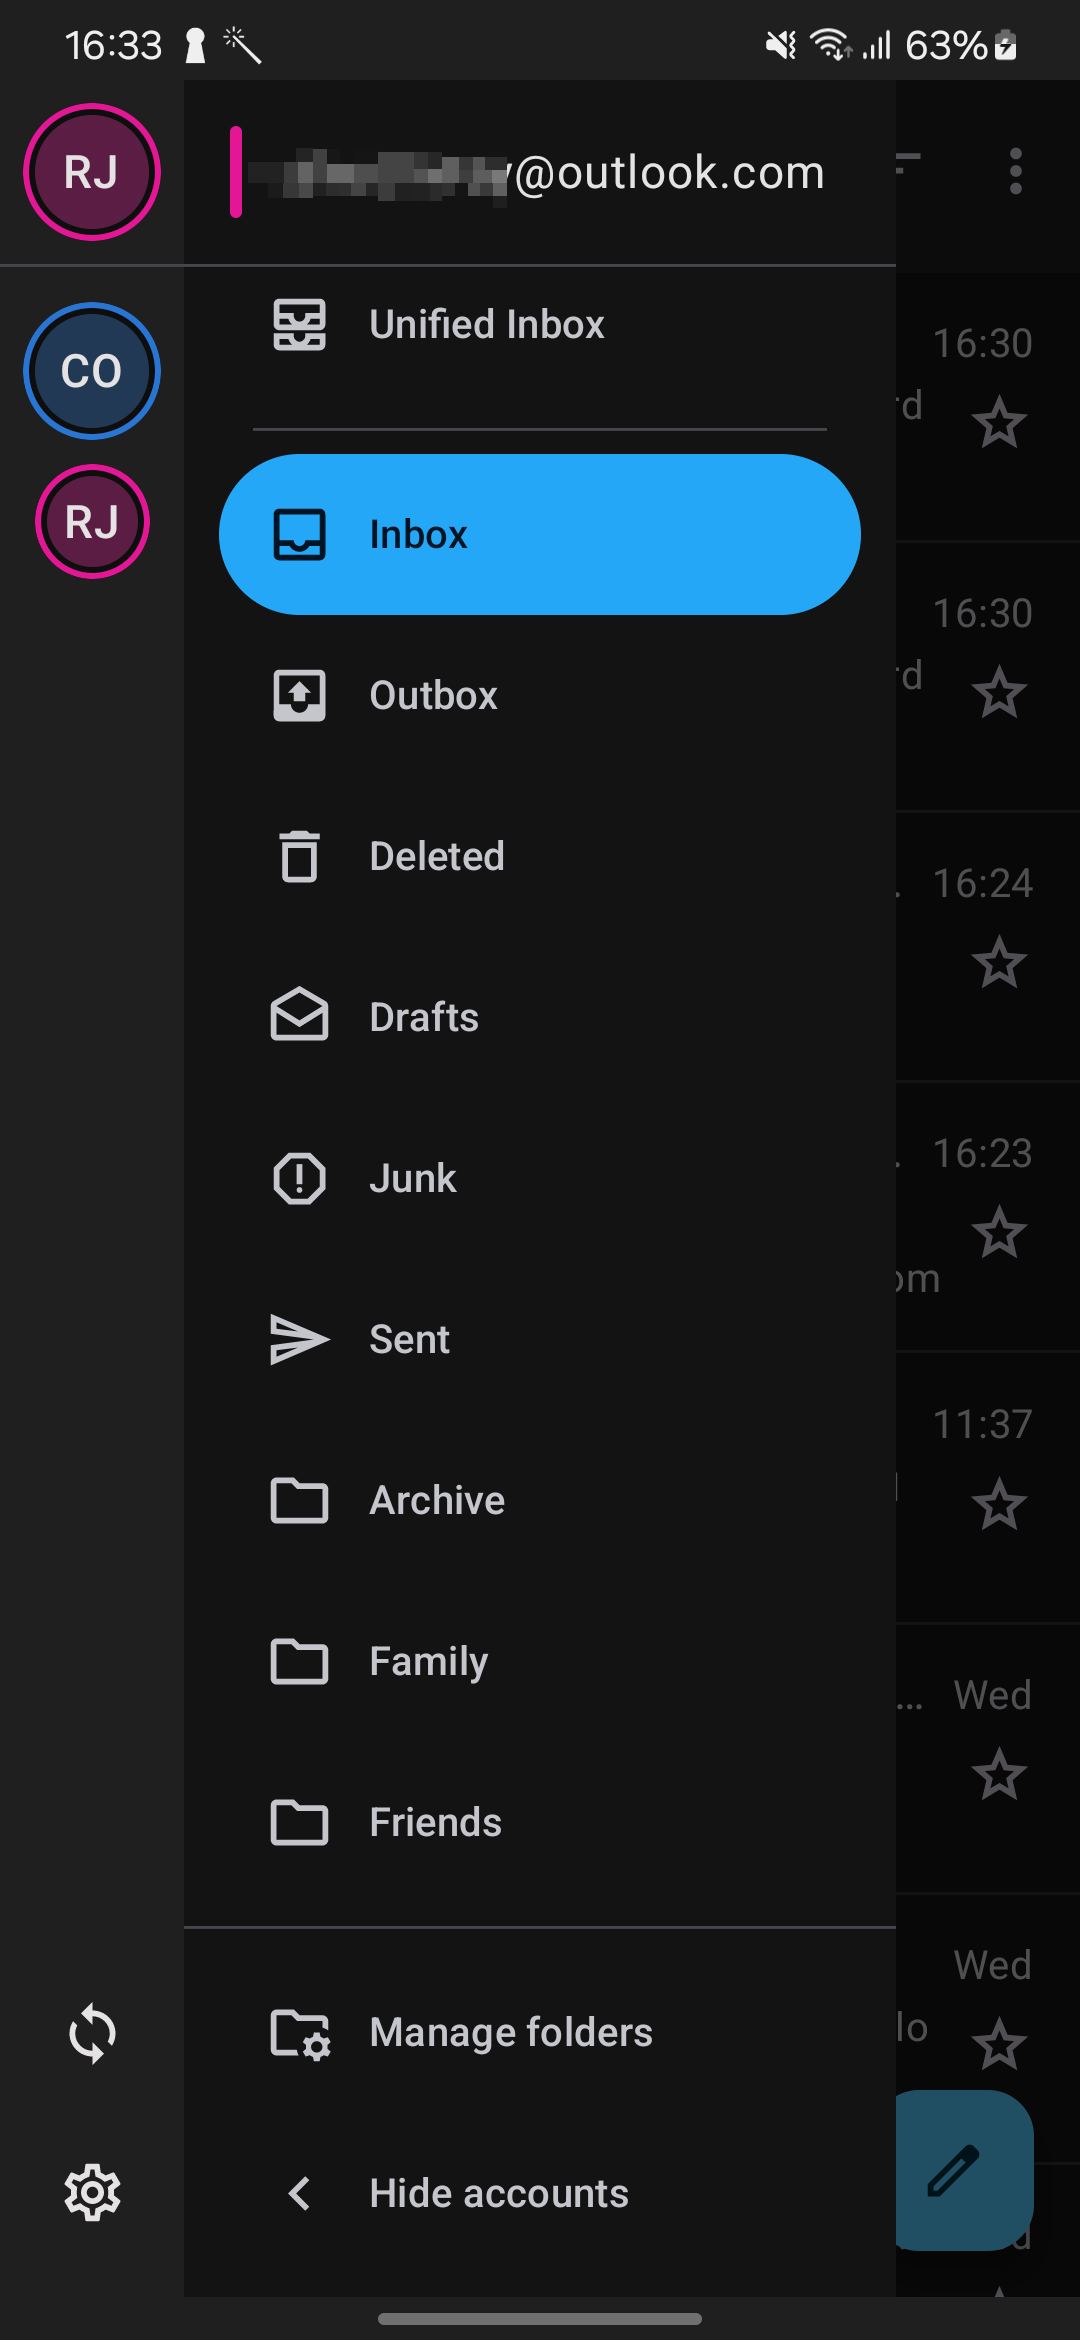 16:33
63%
RJ
@outlook.com
CO
RJ
Unified Inbox
Inbox
Outbox
Deleted
Drafts
Junk
Sent
Archive
Family
Friends
Manage folders
Hide accounts
16:30
16:30
16:24
16:23
11:37
Wed
Wed